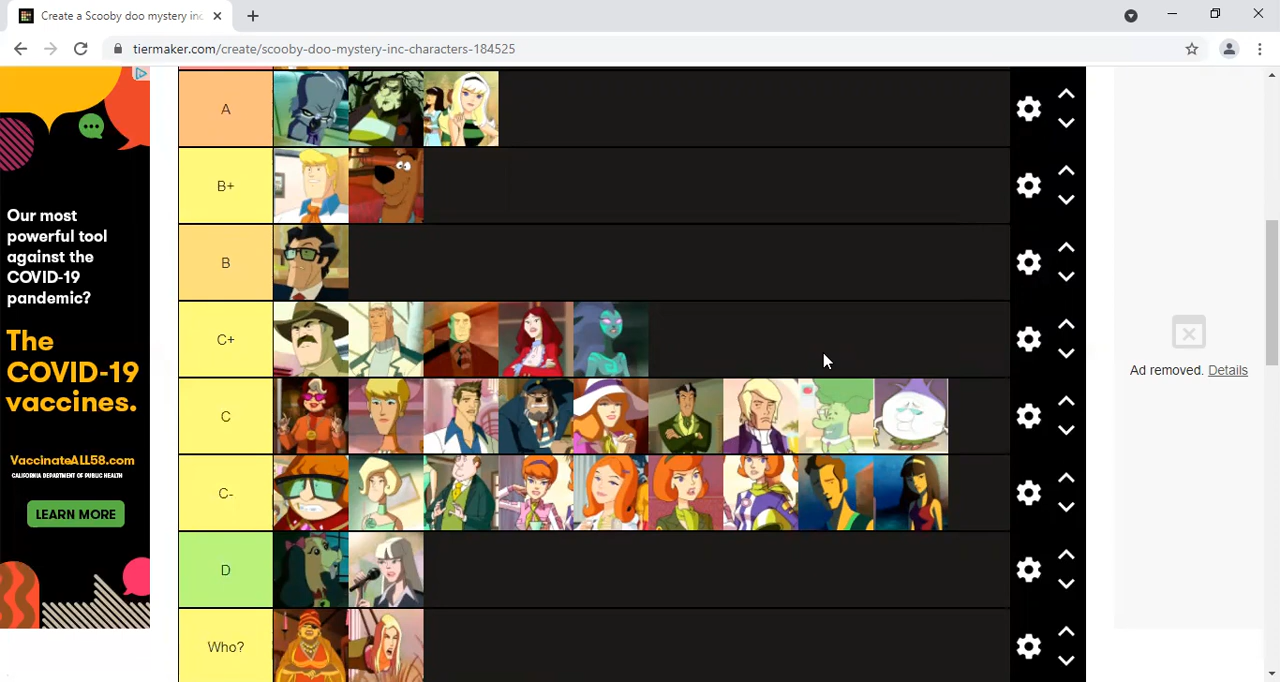 Create a Scooby doo mystery inc
tiermaker.com/create/scooby-doo-mystery-inc-characters-184525
A
B+
B
C+
C
C-
D
Who?
Our most
powerful tool
against the
COVID-19
pandemic?
The
COVID-19
vaccines.
VaccinateALL58.com
CALIFORNIA DEPARTMENT OF PUBLIC HEALTH
LEARN MORE
Ad removed. Details